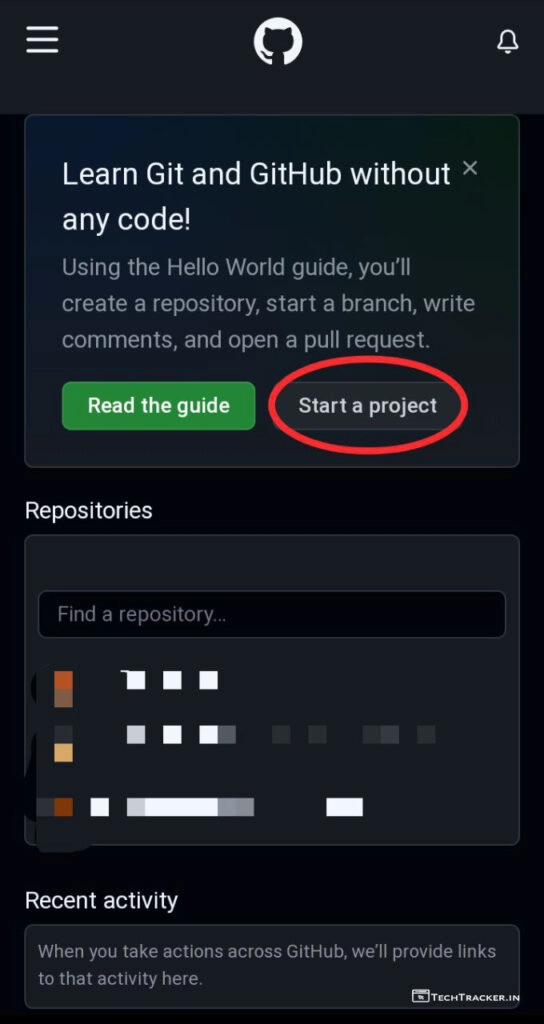 Learn Git and GitHub without
any code!
Using the Hello World guide, you’ll
create a repository, start a branch, write
comments, and open a pull request.
Read the guide
Start a project
Repositories
Find a repository…
Recent activity
When you take actions across GitHub, we’ll provide links
to that activity here.
TECHTRACKER.IN